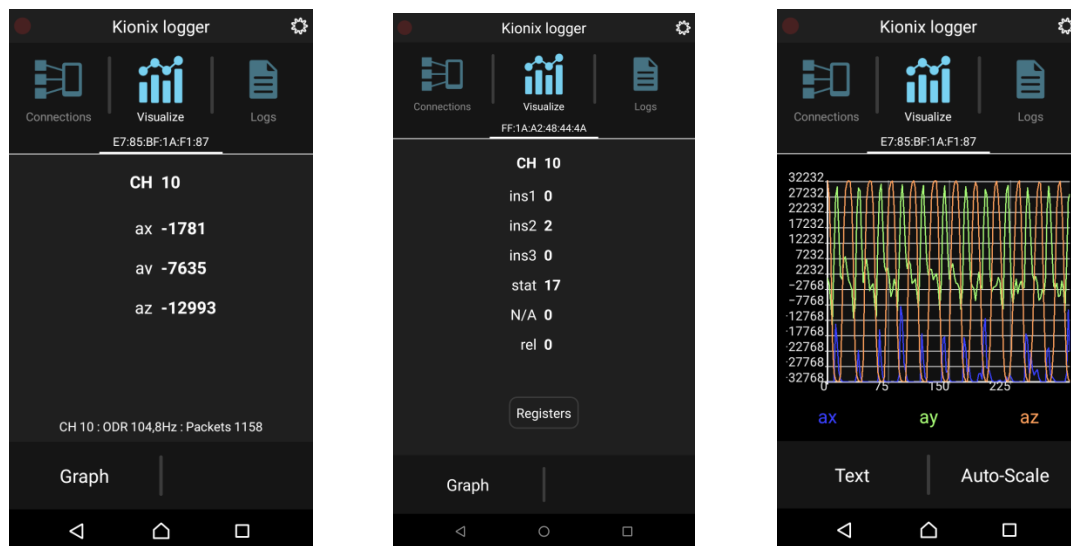 Kionix logger
Connections
Visualize
Logs
E7:85:BF:1A:F1:87
CH 10
ax -1781
ay -7635
az -12993
CH 10 : ODR 104,8Hz : Packets 1158
Graph
Kionix logger
Connections
Visualize
Logs
FF:1A:A2:48:44:4A
CH 10
ins1 0
ins2 2
ins3 0
stat 17
N/A 0
rel 0
Registers
Graph
Kionix logger
Connections
Visualize
Logs
E7:85:BF:1A:F1:87
32232
27232
22232
17232
12232
7232
2232
-2768
-7768
-12768
-17768
-22768
-27768
-32768
0 75 150 225
ax ay az
Text Auto-Scale